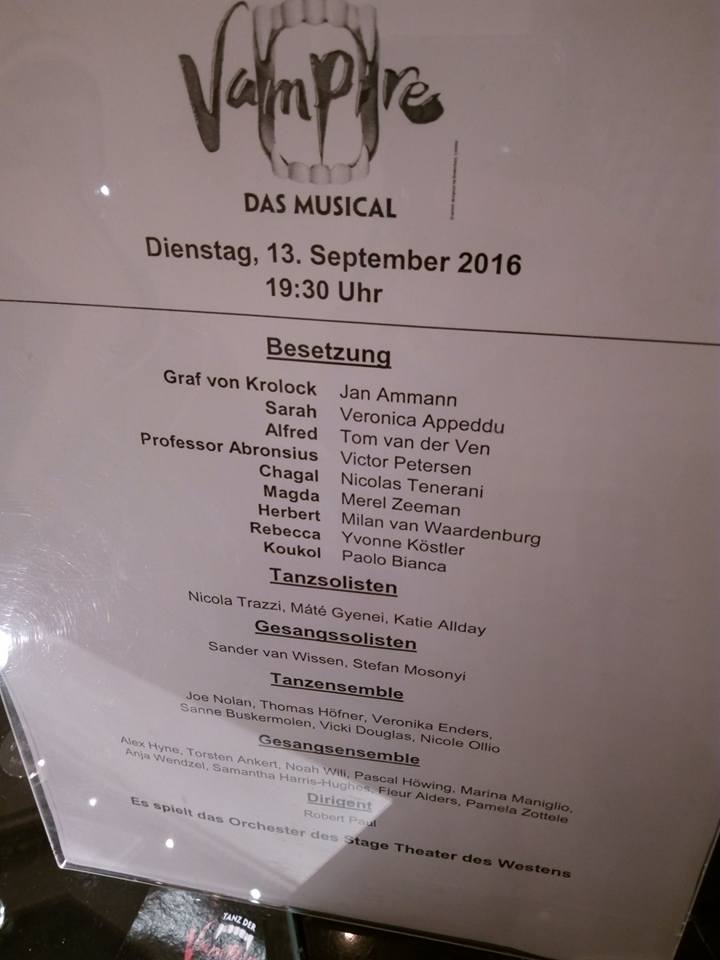 Vampire
DAS MUSICAL
Dienstag, 13. September 2016
19:30 Uhr
Besetzung
Graf von Krolock Jan Ammann
Sarah Veronica Appeddu
Alfred Tom van der Ven
Professor Abronsius Victor Petersen
Chagal Nicolas Tenerani
Magda Merel Zeeman
Herbert Milan van Waardenburg
Rebecca Yvonne Köstler
Koukol Paolo Bianca
Tanzsolisten
Nicola Trazzi, Máté Gyenei, Katie Allday
Gesangssolisten
Sander van Wissen, Stefan Mosonyi
Tanzensemble
Joe Nolan, Thomas Höfner, Veronika Enders,
Sanne Buskermolen, Vicki Douglas, Nicole Ollio
Gesangsensemble
Alex Hyne, Torsten Ankert, Noah Wili, Pascal Höwing, Marina Maniglio,
Anja Wendzel, Samantha Harris-Hughes, Fleur Alders, Pamela Zottele
Dirigent
Robert Paul
Es spielt das Orchester des Stage Theater des Westens
TANZ DER
Vampire